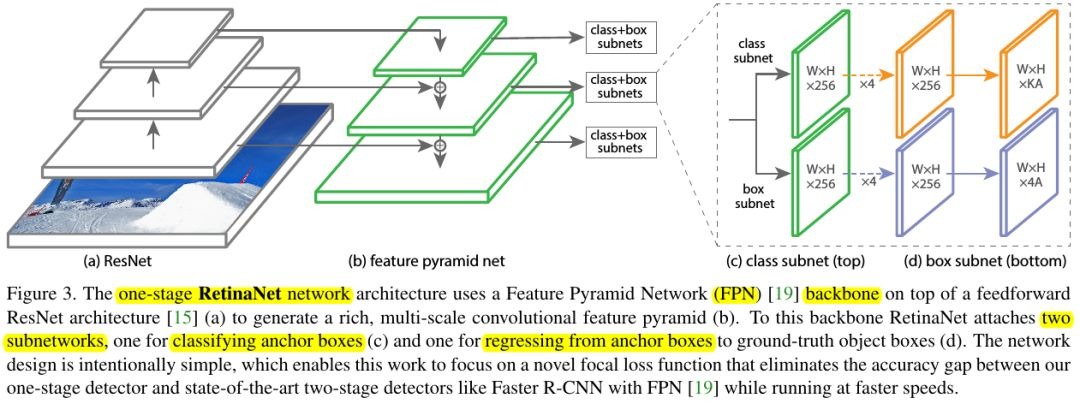 class+box
subnets
class+box
subnets
class+box
subnets
class
subnet
W×H
×256
×4
W×H
×256
W×H
×KA
box
subnet
W×H
×256
×4
W×H
×256
W×H
×4A
(a) ResNet
(b) feature pyramid net
(c) class subnet (top)
(d) box subnet (bottom)
Figure 3. The one-stage RetinaNet network architecture uses a Feature Pyramid Network (FPN) [19] backbone on top of a feedforward
ResNet architecture [15] (a) to generate a rich, multi-scale convolutional feature pyramid (b). To this backbone RetinaNet attaches two
subnetworks, one for classifying anchor boxes (c) and one for regressing from anchor boxes to ground-truth object boxes (d). The network
design is intentionally simple, which enables this work to focus on a novel focal loss function that eliminates the accuracy gap between our
one-stage detector and state-of-the-art two-stage detectors like Faster R-CNN with FPN [19] while running at faster speeds.